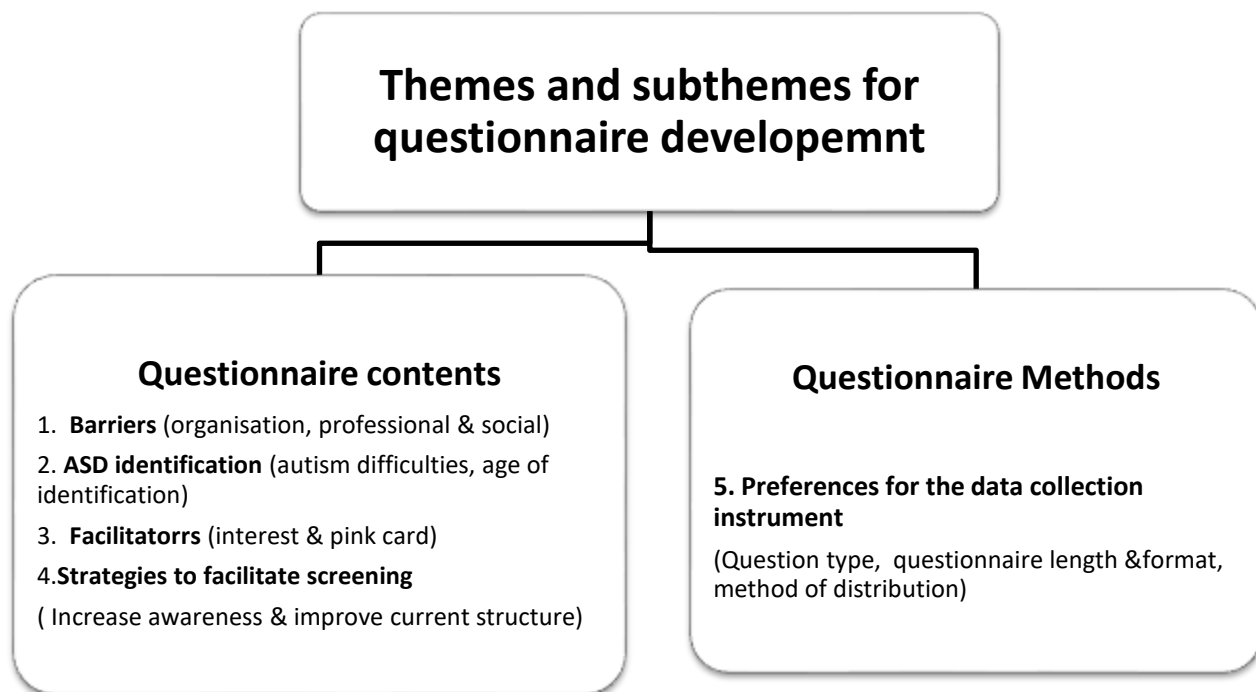 Themes and subthemes for
questionnaire developemnt
Questionnaire contents
1. Barriers (organisation, professional & social)
2. ASD identification (autism difficulties, age of
identification)
3. Facilitatorrs (interest & pink card)
4.Strategies to facilitate screening
( Increase awareness & improve current structure)
Questionnaire Methods
5. Preferences for the data collection
instrument
(Question type, questionnaire length &format,
method of distribution)